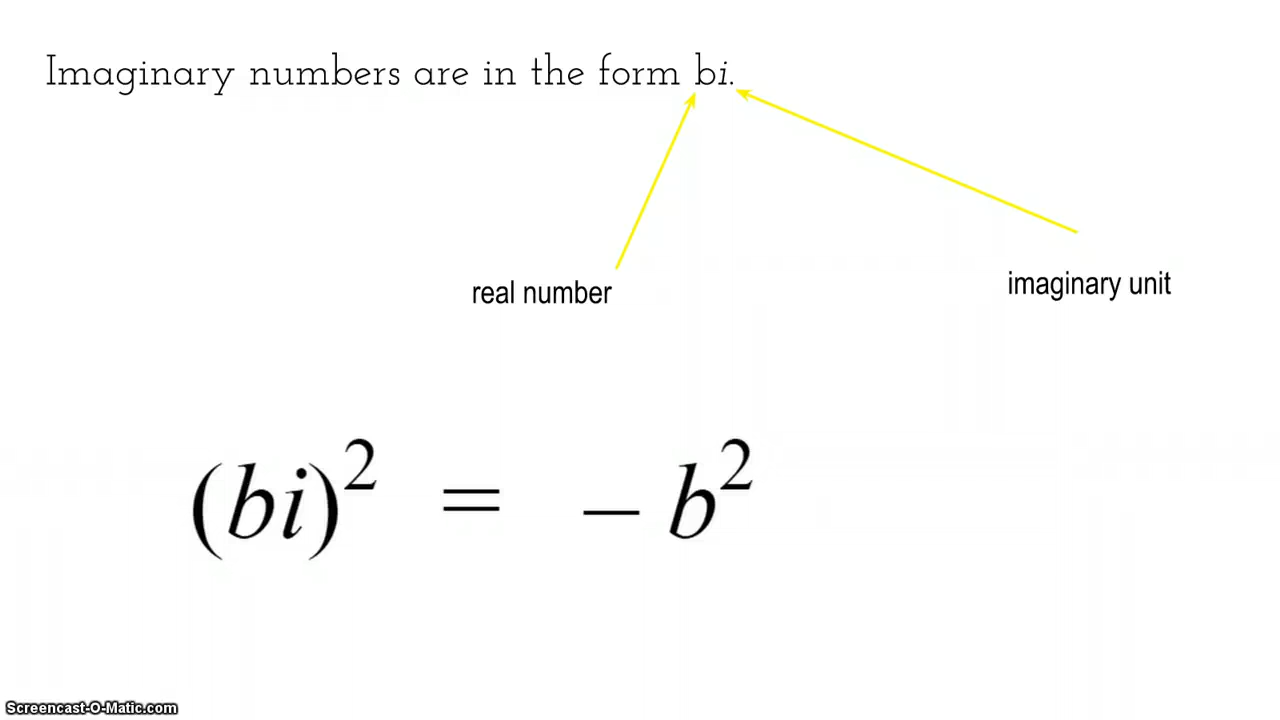 Imaginary numbers are in the form bi.
real number
imaginary unit
(bi)² = – b²
Screencast-O-Matic.com